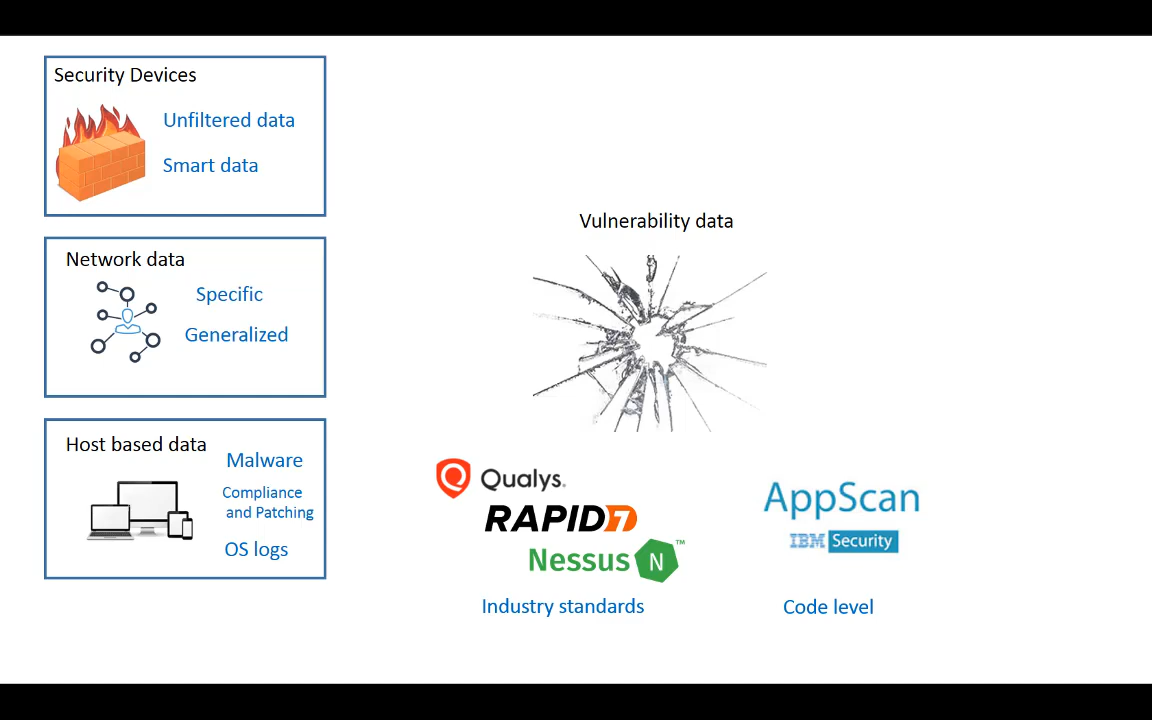 Security Devices
Unfiltered data
Smart data
Network data
Specific
Generalized
Host based data
Malware
Compliance
and Patching
OS logs
Vulnerability data
Qualys.
RAPID7
Nessus N™
Industry standards
AppScan
IBM Security
Code level